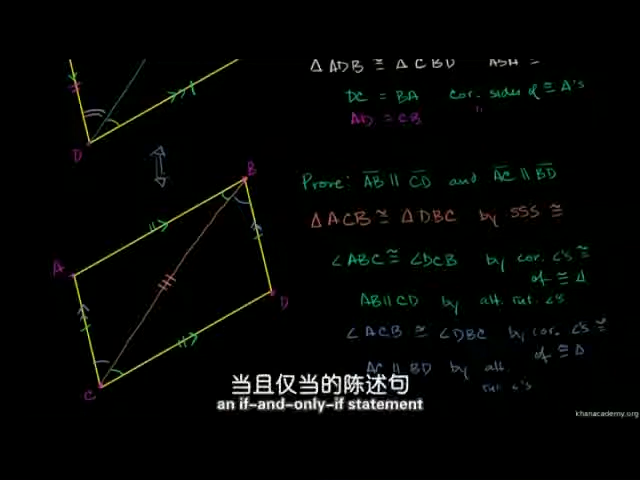 △ADB ≅ △CBD ASA ≅
DC = BA cor. sides of ≅ △'s
AD = CB "
D
B
A
D
C
Prove: AB ∥ CD and AC ∥ BD
△ACB ≅ △DBC by SSS ≅
∠ABC ≅ ∠DCB by cor. ∠'s ≅
of ≅ △
AB ∥ CD by alt. int. ∠'s
∠ACB ≅ ∠DBC by cor. ∠'s ≅
of ≅ △
AC ∥ BD by alt.
int. ∠'s
当且仅当的陈述句
an if-and-only-if statement
khanacademy.org